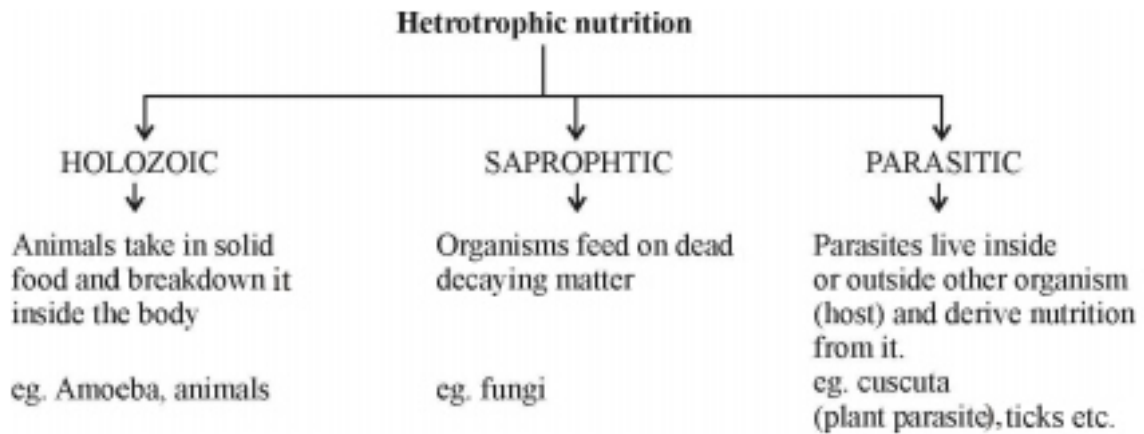 Hetrotrophic nutrition
HOLOZOIC
SAPROPHTIC
PARASITIC
Animals take in solid
food and breakdown it
inside the body
eg. Amoeba, animals
Organisms feed on dead
decaying matter
eg. fungi
Parasites live inside
or outside other organism
(host) and derive nutrition
from it.
eg. cuscuta
(plant parasite), ticks etc.